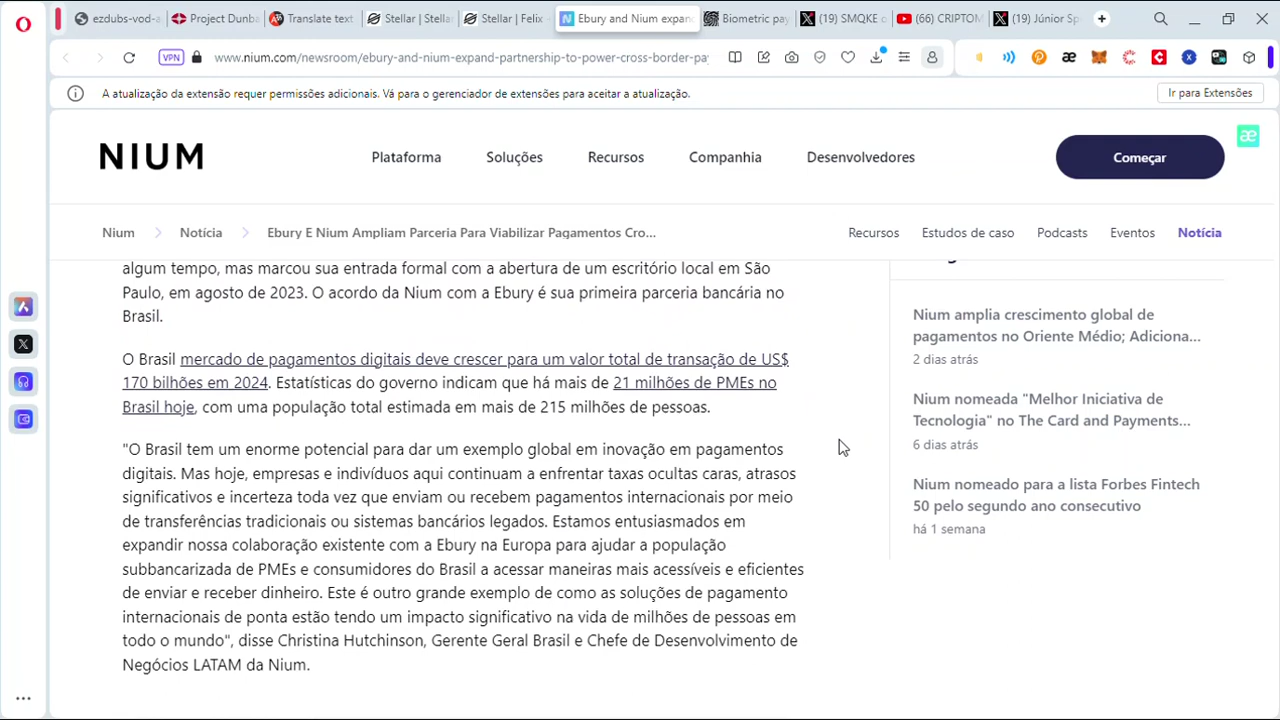 ezdubs-vod-a
Project Dunba
Translate text
Stellar | Stella
Stellar | Felix -
Ebury and Nium expan
Biometric pay
(19) SMQKE o
(66) CRIPTOM
(19) Júnior Sp
VPN
www.nium.com/newsroom/ebury-and-nium-expand-partnership-to-power-cross-border-pay
A atualização da extensão requer permissões adicionais. Vá para o gerenciador de extensões para aceitar a atualização.
Ir para Extensões
NIUM
Plataforma
Soluções
Recursos
Companhia
Desenvolvedores
Começar
æ
Nium
Notícia
Ebury E Nium Ampliam Parceria Para Viabilizar Pagamentos Cro...
Recursos
Estudos de caso
Podcasts
Eventos
Notícia
algum tempo, mas marcou sua entrada formal com a abertura de um escritório local em São
Paulo, em agosto de 2023. O acordo da Nium com a Ebury é sua primeira parceria bancária no
Brasil.
O Brasil mercado de pagamentos digitais deve crescer para um valor total de transação de US$
170 bilhões em 2024. Estatísticas do governo indicam que há mais de 21 milhões de PMEs no
Brasil hoje, com uma população total estimada em mais de 215 milhões de pessoas.
"O Brasil tem um enorme potencial para dar um exemplo global em inovação em pagamentos
digitais. Mas hoje, empresas e indivíduos aqui continuam a enfrentar taxas ocultas caras, atrasos
significativos e incerteza toda vez que enviam ou recebem pagamentos internacionais por meio
de transferências tradicionais ou sistemas bancários legados. Estamos entusiasmados em
expandir nossa colaboração existente com a Ebury na Europa para ajudar a população
subbancarizada de PMEs e consumidores do Brasil a acessar maneiras mais acessíveis e eficientes
de enviar e receber dinheiro. Este é outro grande exemplo de como as soluções de pagamento
internacionais de ponta estão tendo um impacto significativo na vida de milhões de pessoas em
todo o mundo", disse Christina Hutchinson, Gerente Geral Brasil e Chefe de Desenvolvimento de
Negócios LATAM da Nium.
Nium amplia crescimento global de
pagamentos no Oriente Médio; Adiciona...
2 dias atrás
Nium nomeada "Melhor Iniciativa de
Tecnologia" no The Card and Payments...
6 dias atrás
Nium nomeado para a lista Forbes Fintech
50 pelo segundo ano consecutivo
há 1 semana